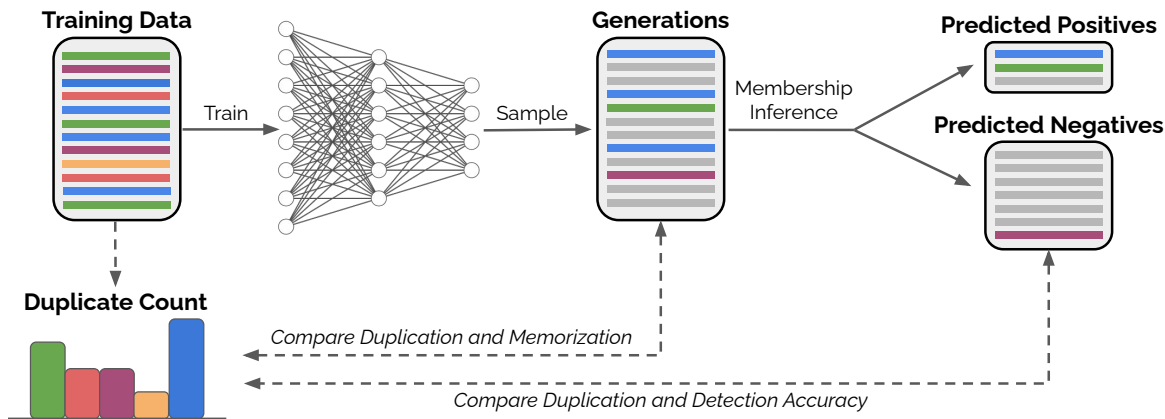 Training Data
Train
Sample
Generations
Membership
Inference
Predicted Positives
Predicted Negatives
Duplicate Count
Compare Duplication and Memorization
Compare Duplication and Detection Accuracy